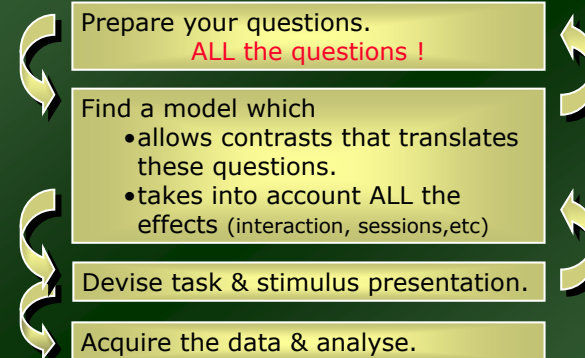 Prepare your questions.
ALL the questions !
Find a model which
•allows contrasts that translates
these questions.
•takes into account ALL the
effects (interaction, sessions,etc)
Devise task & stimulus presentation.
Acquire the data & analyse.